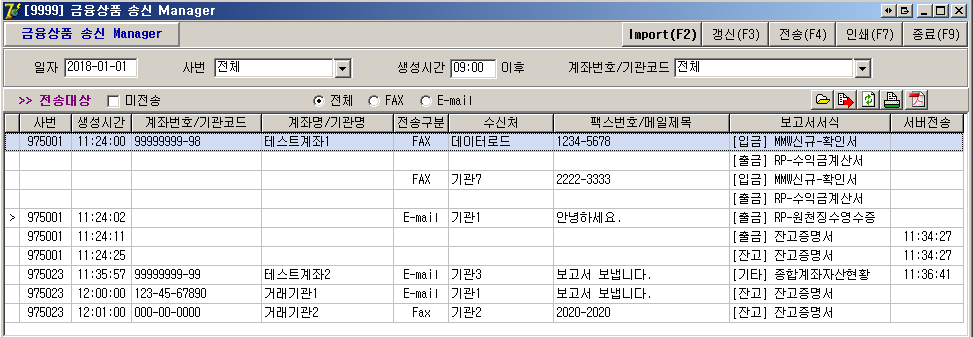 [9999] 금융상품 송신 Manager
금융상품 송신 Manager Import(F2) 갱신(F3) 전송(F4) 인쇄(F7) 종료(F9)
일자 2018-01-01 사번 전체 생성시간 09:00 이후 계좌번호/기관코드 전체
>> 전송대상 미전송 전체 FAX E-mail
사번 생성시간 계좌번호/기관코드 계좌명/기관명 전송구분 수신처 팩스번호/메일제목 보고서서식 서버전송
975001 11:24:00 99999999-98 테스트계좌1 FAX 데이터로드 1234-5678 [입금] MMW신규-확인서
[출금] RP-수익금계산서
FAX 기관7 2222-3333 [입금] MMW신규-확인서
[출금] RP-수익금계산서
> 975001 11:24:02 E-mail 기관1 안녕하세요. [출금] RP-원천징수영수증
975001 11:24:11 [출금] 잔고증명서 11:34:27
975001 11:24:25 [잔고] 잔고증명서 11:34:27
975023 11:35:57 99999999-99 테스트계좌2 E-mail 기관3 보고서 보냅니다. [기타] 종합계좌자산현황 11:36:41
975023 12:00:00 123-45-67890 거래기관1 E-mail 기관1 보고서 보냅니다. [잔고] 잔고증명서
975023 12:01:00 000-00-0000 거래기관2 Fax 기관2 2020-2020 [잔고] 잔고증명서